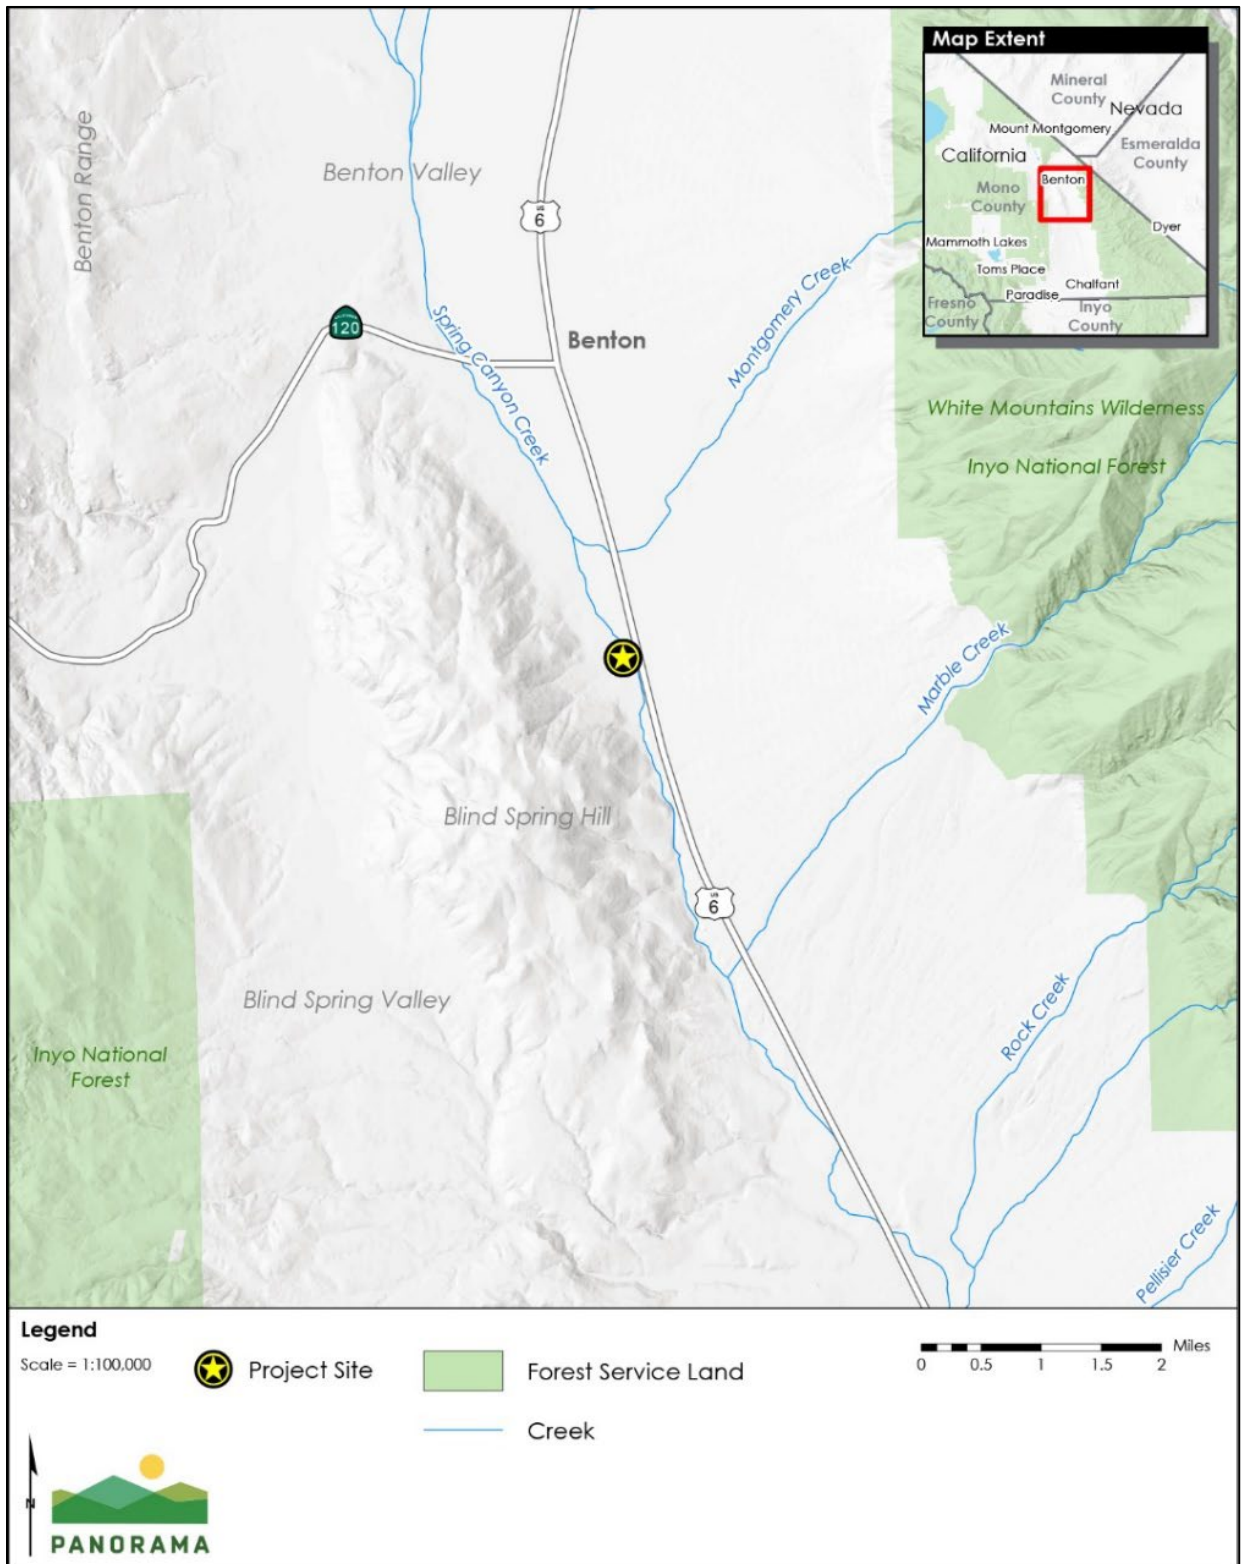 Map Extent
Mineral
County
Nevada
Mount Montgomery
California
Esmeralda
County
Benton
Mono
County
Dyer
Mammoth Lakes
Toms Place
Chalfant
Paradise
Fresno
County
Inyo
County
Benton Range
Benton Valley
US
6
120
Spring Canyon Creek
Benton
Montgomery Creek
White Mountains Wilderness
Inyo National Forest
Marble Creek
Blind Spring Hill
US
6
Blind Spring Valley
Rock Creek
Inyo National
Forest
Pellisier Creek
Legend
Scale = 1:100,000
Project Site
Forest Service Land
Creek
Miles
0 0.5 1 1.5 2
N
PANORAMA